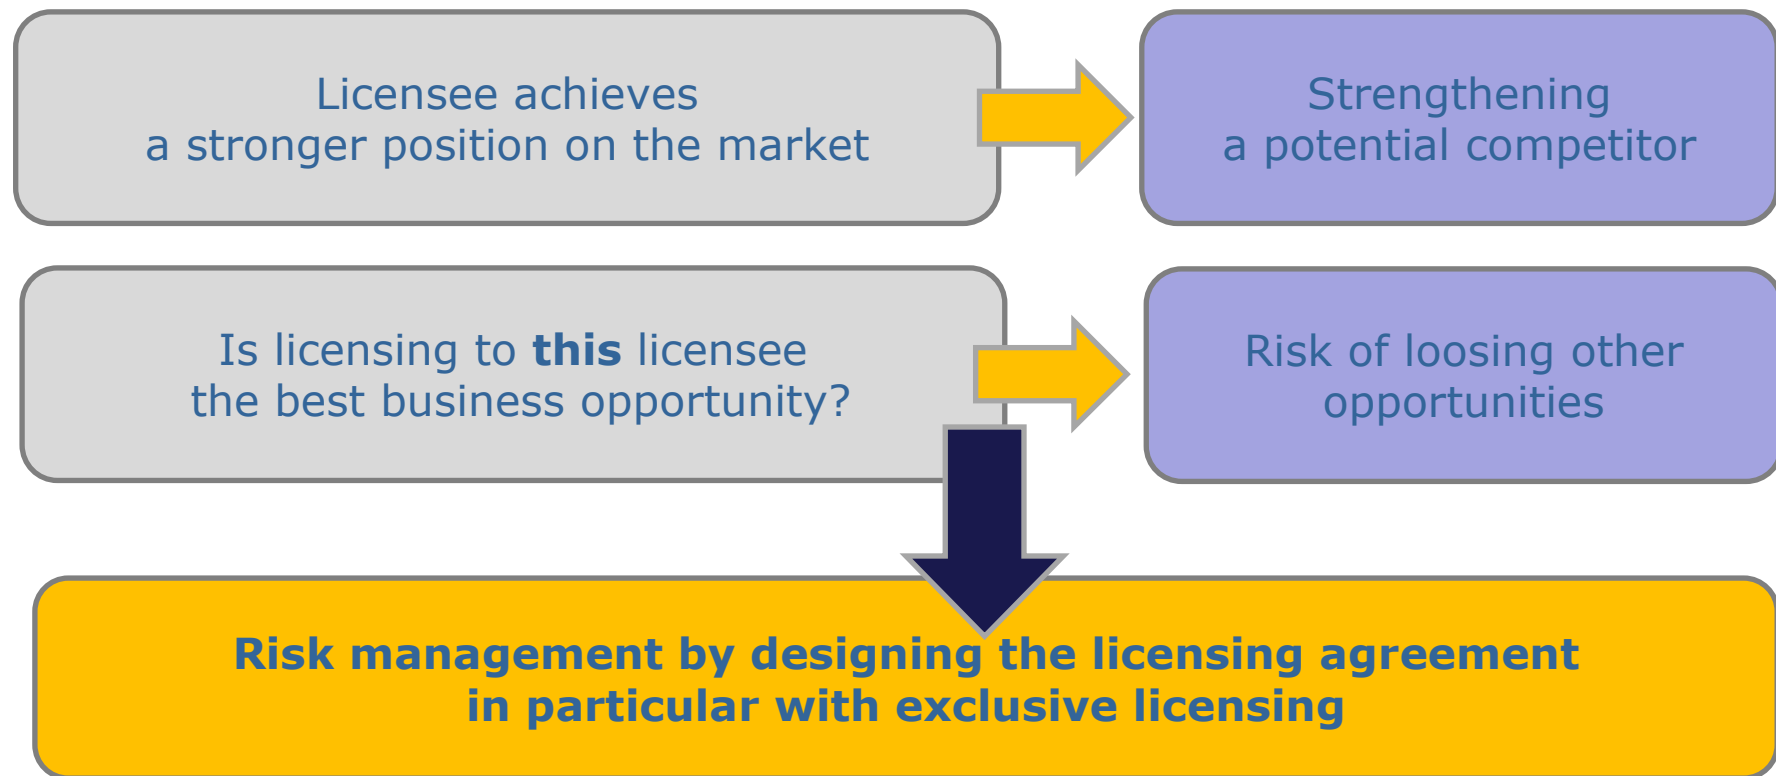 Licensee achieves
a stronger position on the market
Strengthening
a potential competitor
Is licensing to this licensee
the best business opportunity?
Risk of loosing other
opportunities
Risk management by designing the licensing agreement
in particular with exclusive licensing